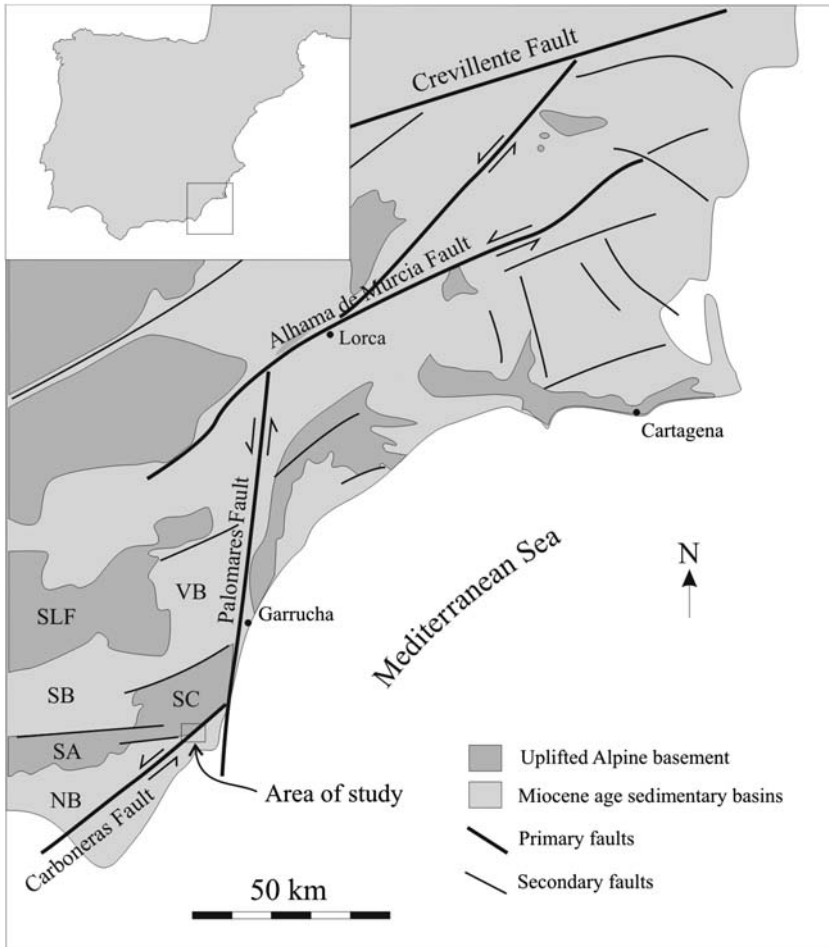 Crevillente Fault
Alhama de Murcia Fault
Lorca
Cartagena
Palomares Fault
Mediterranean Sea
N
VB
Garrucha
SLF
SB
SC
SA
NB
Carboneras Fault
Area of study
Uplifted Alpine basement
Miocene age sedimentary basins
Primary faults
Secondary faults
50 km